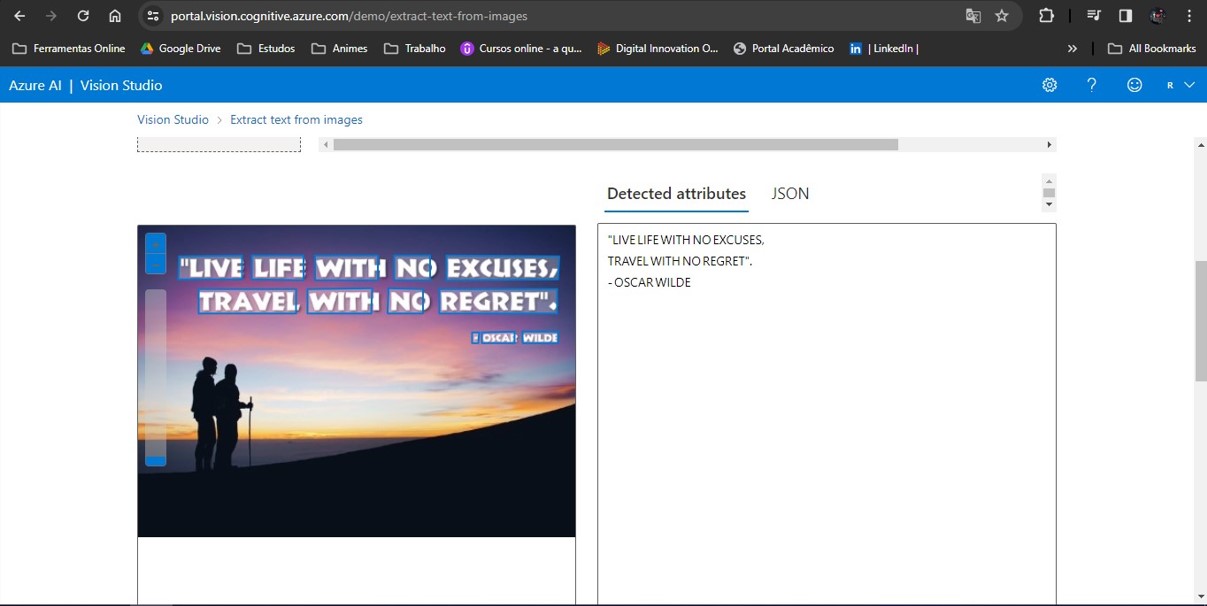 portal.vision.cognitive.azure.com/demo/extract-text-from-images
Ferramentas Online
Google Drive
Estudos
Animes
Trabalho
Cursos online - a qu...
Digital Innovation O...
Portal Acadêmico
| LinkedIn |
»
All Bookmarks
Azure AI | Vision Studio
R
Vision Studio > Extract text from images
Detected attributes
JSON
"LIVE LIFE WITH NO EXCUSES,
TRAVEL WITH NO REGRET".
- OSCAR WILDE
"LIVE LIFE WITH NO EXCUSES,
TRAVEL WITH NO REGRET".
- OSCAR WILDE